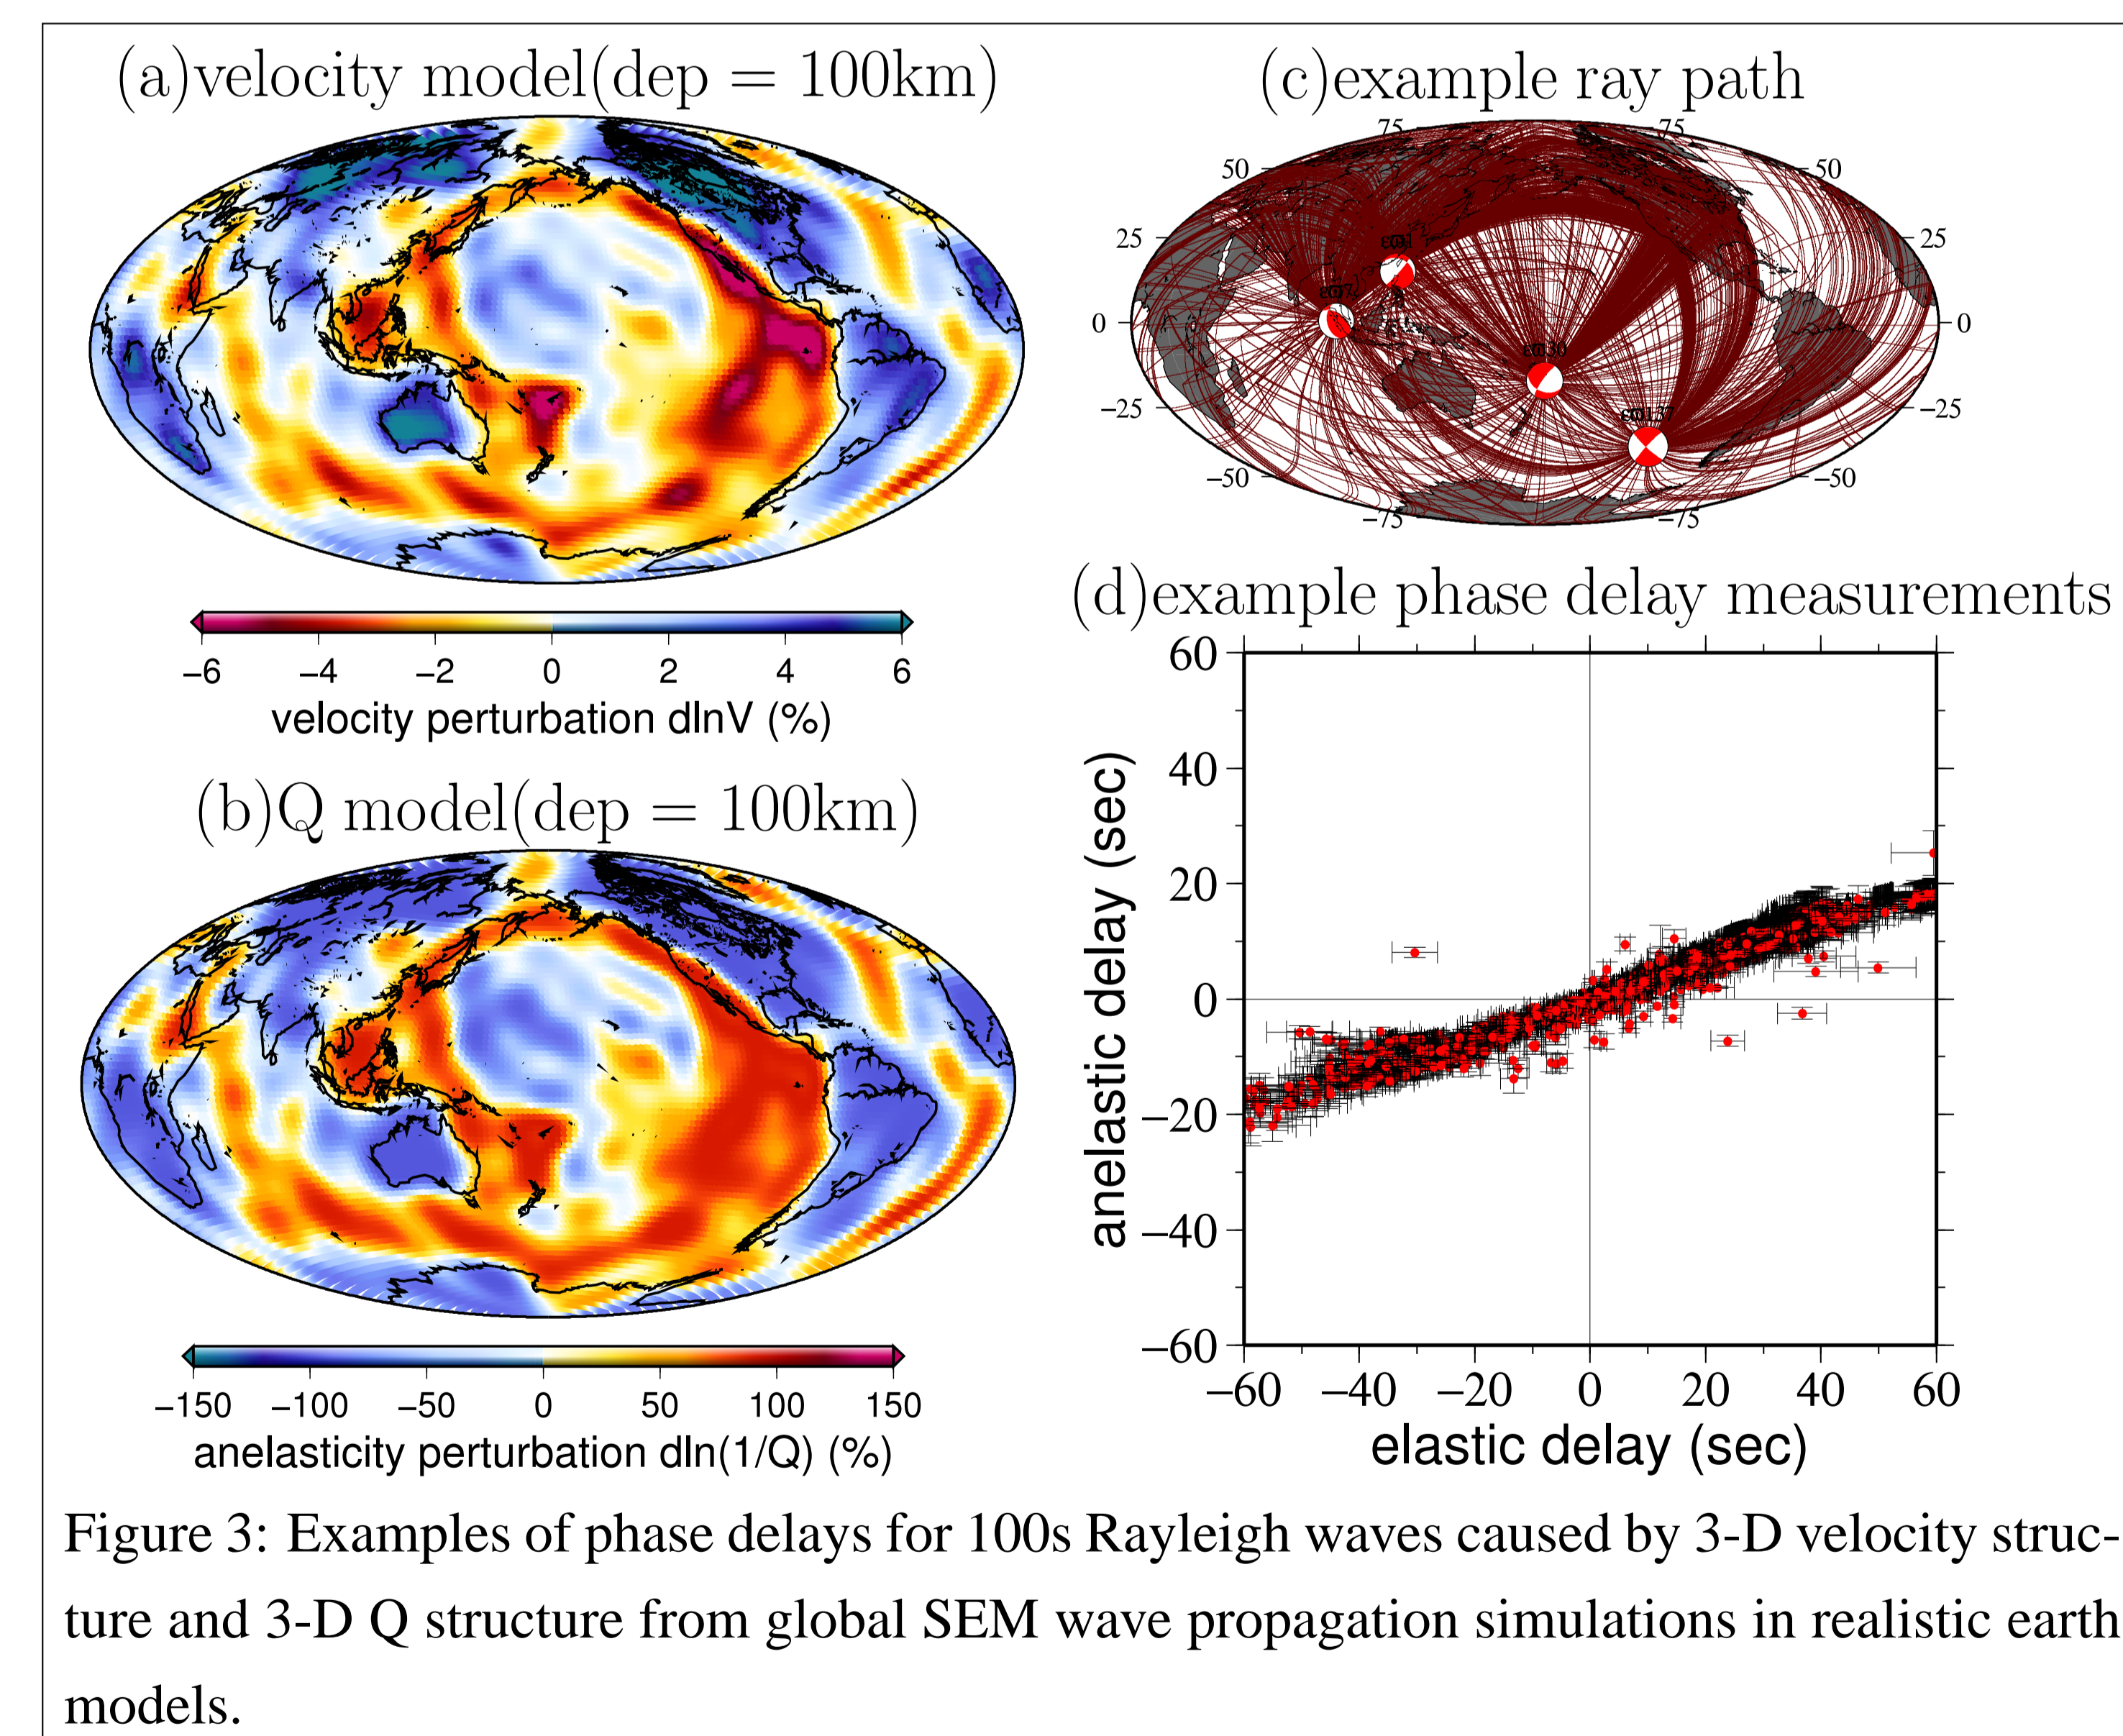 (a)velocity model(dep = 100km)
−6 −4 −2 0 2 4 6
velocity perturbation dlnV (%)
(b)Q model(dep = 100km)
−150 −100 −50 0 50 100 150
anelasticity perturbation dln(1/Q) (%)
(c)example ray path
75 75
50 50
25 25
0 0
−25 −25
−50 −50
−75 −75
(d)example phase delay measurements
60
40
20
0
−20
−40
−60
anelastic delay (sec)
−60 −40 −20 0 20 40 60
elastic delay (sec)
Figure 3: Examples of phase delays for 100s Rayleigh waves caused by 3-D velocity struc-
ture and 3-D Q structure from global SEM wave propagation simulations in realistic earth
models.